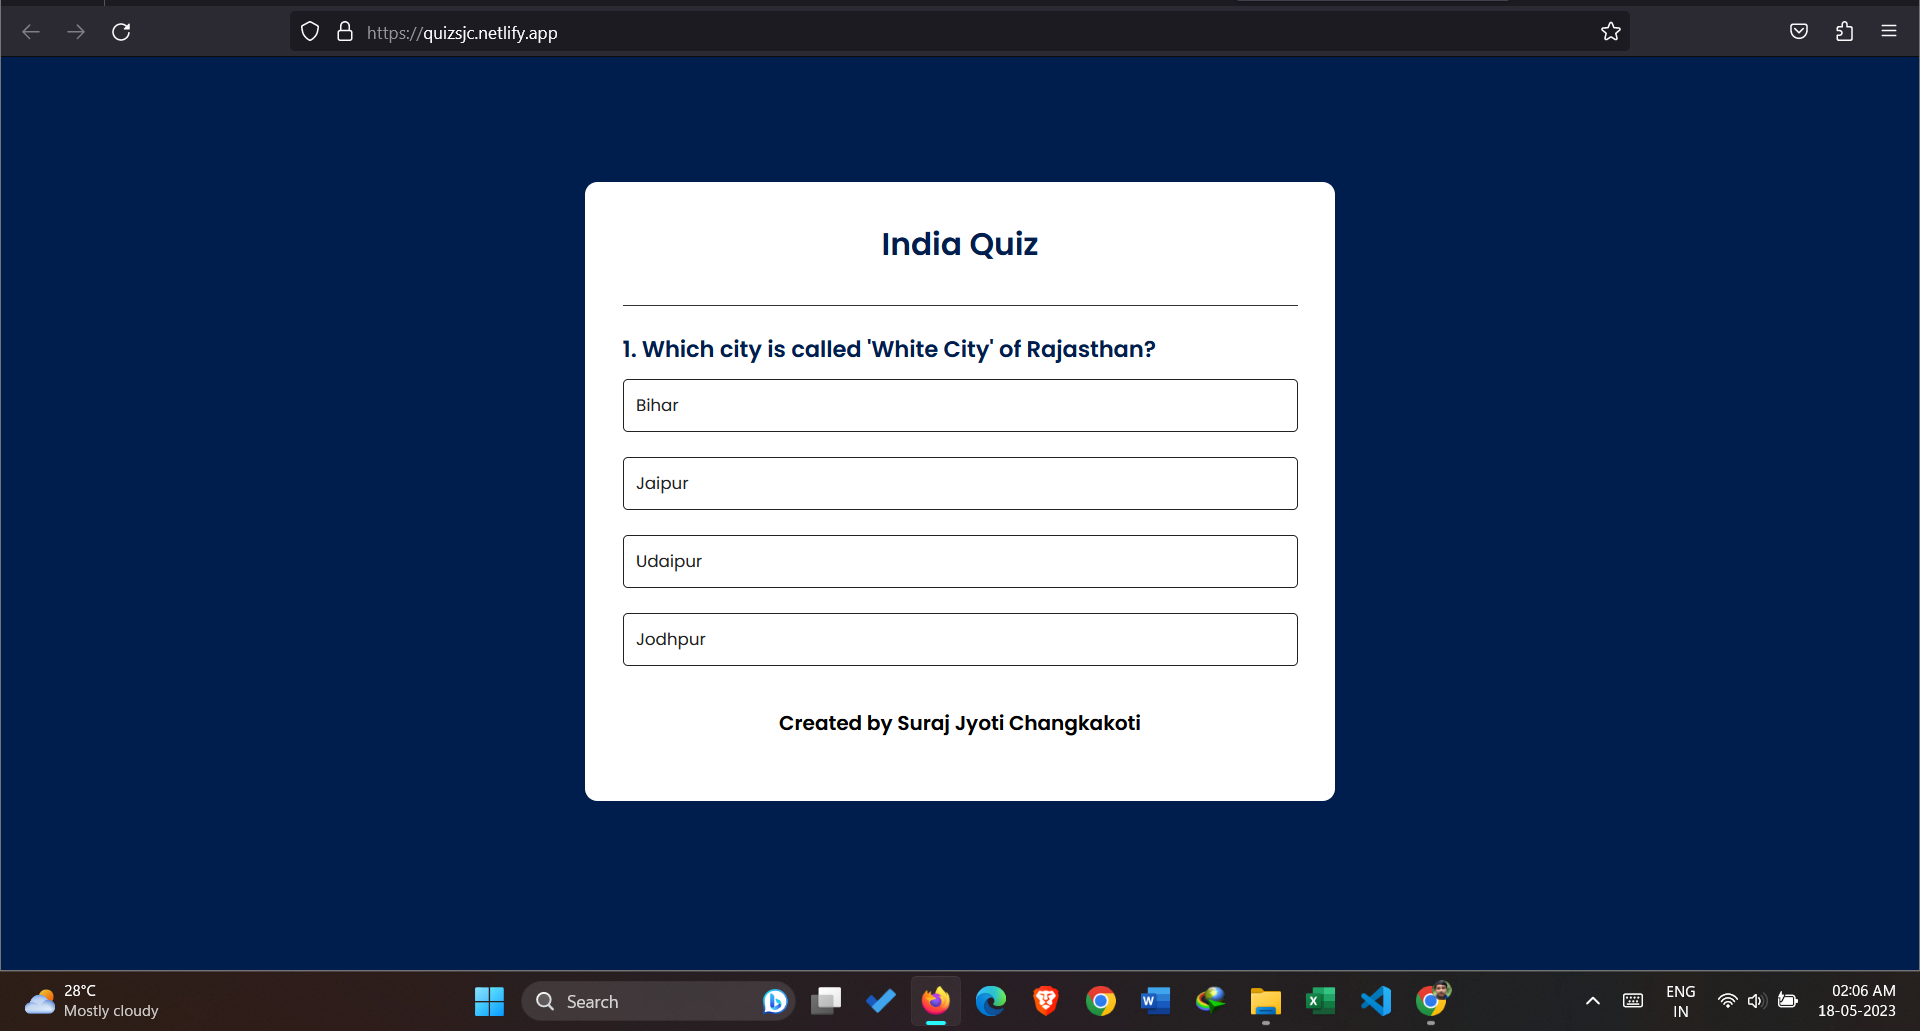 https://quizsjc.netlify.app
India Quiz
1. Which city is called 'White City' of Rajasthan?
Bihar
Jaipur
Udaipur
Jodhpur
Created by Suraj Jyoti Changkakoti
28°C
Mostly cloudy
Search
ENG
IN
02:06 AM
18-05-2023